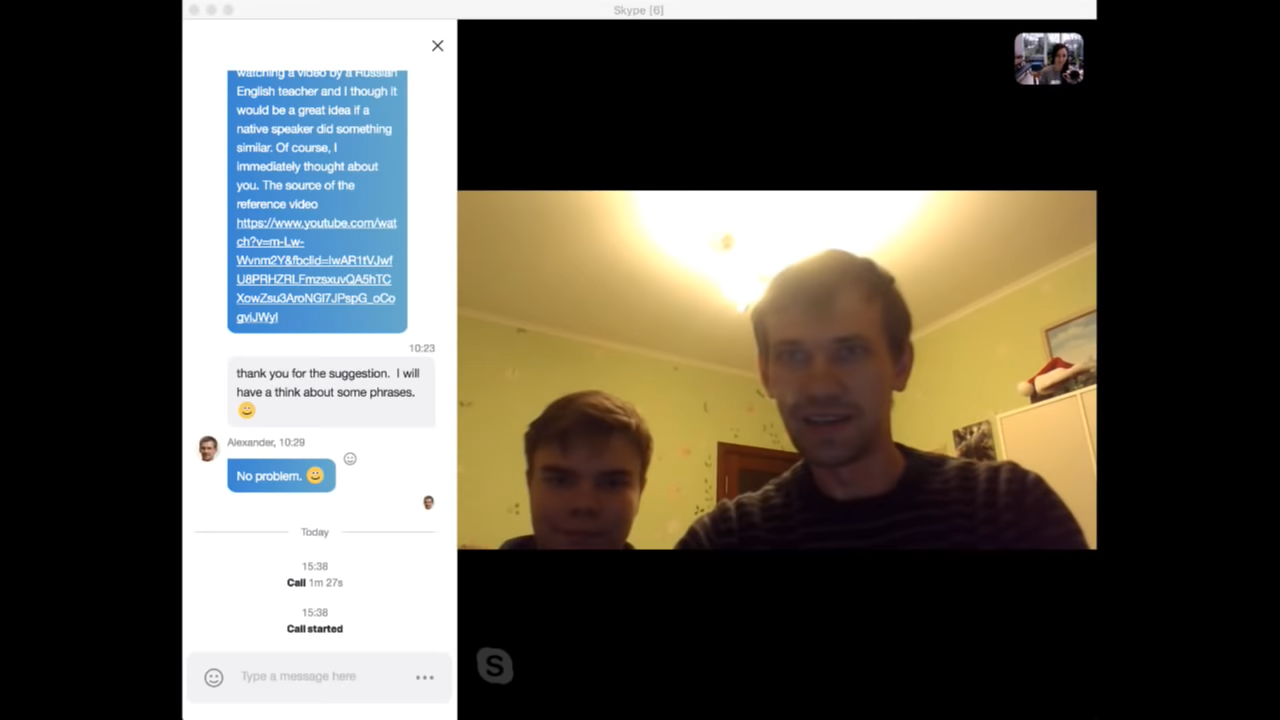 Skype [6]
watching a video by a Russian
English teacher and I though it
would be a great idea if a
native speaker did something
similar. Of course, I
immediately thought about
you. The source of the
reference video
https://www.youtube.com/wat
ch?v=m-Lw-
Wvnm2Y&fbclid=IwAR1tVJwf
U8PRHZRLFmzsxuvQA5hTC
XowZsu3AroNGI7JPspG_oCo
gviJWyI
10:23
thank you for the suggestion. I will
have a think about some phrases.
Alexander, 10:29
No problem.
Today
15:38
Call 1m 27s
15:38
Call started
Type a message here